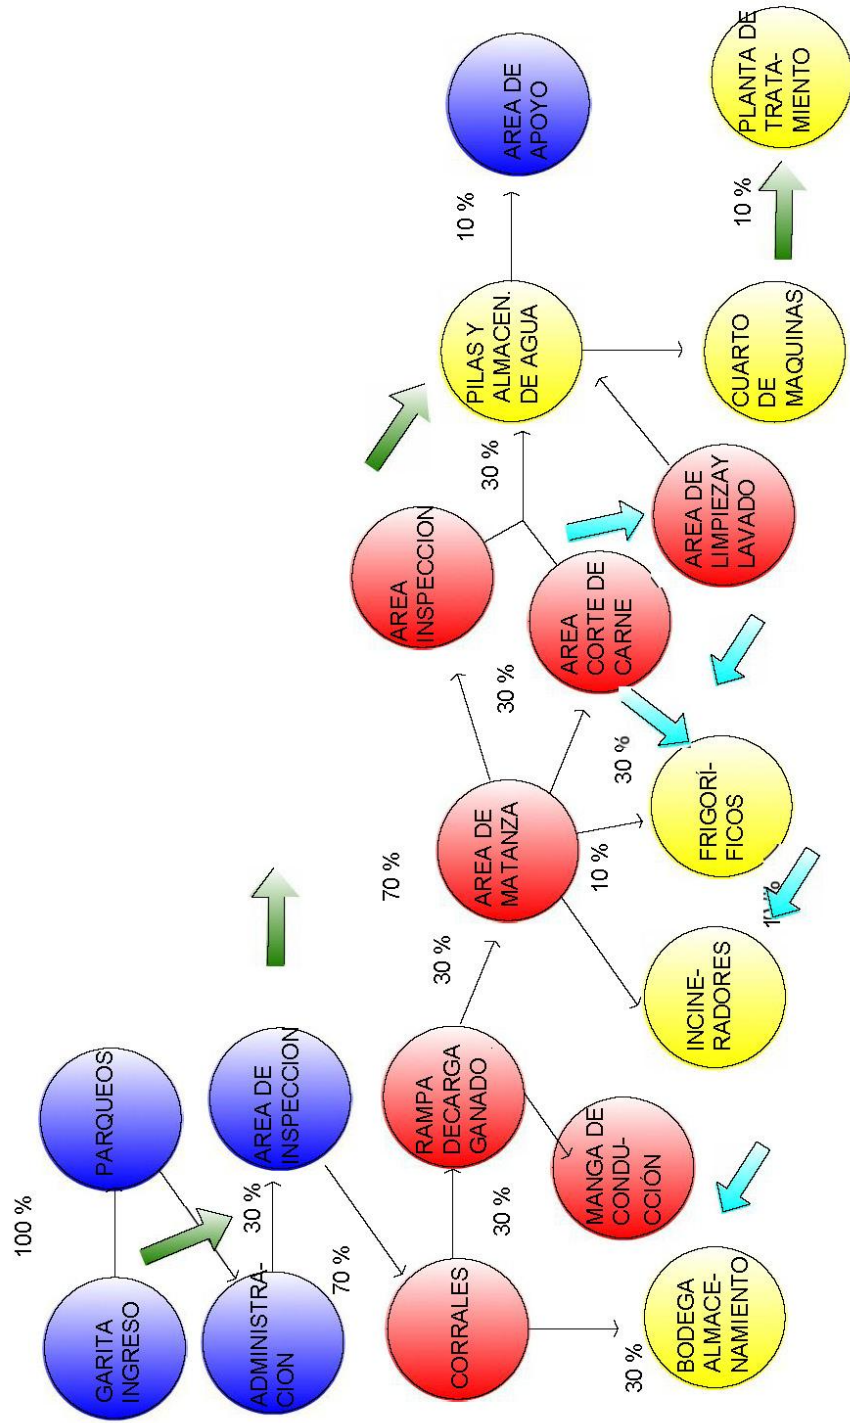 100 %
GARITA
INGRESO
PARQUEOS
ADMINISTRA-
CION
30 %
AREA DE
INSPECCION
70 %
CORRALES
30 %
RAMPA
DECARGA
GANADO
30 %
70 %
AREA DE
MATANZA
30 %
AREA
INSPECCION
30 %
PILAS Y
ALMACEN.
DE AGUA
10 %
AREA DE
APOYO
MANGA DE
CONDU-
CCIÓN
10 %
30 %
AREA
CORTE DE
CARNE
30 %
BODEGA
ALMACE-
NAMIENTO
INCINE-
RADORES
FRIGORÍ-
FICOS
AREA DE
LIMPIEZAY
LAVADO
CUARTO
DE
MAQUINAS
10 %
PLANTA DE
TRATA-
MIENTO